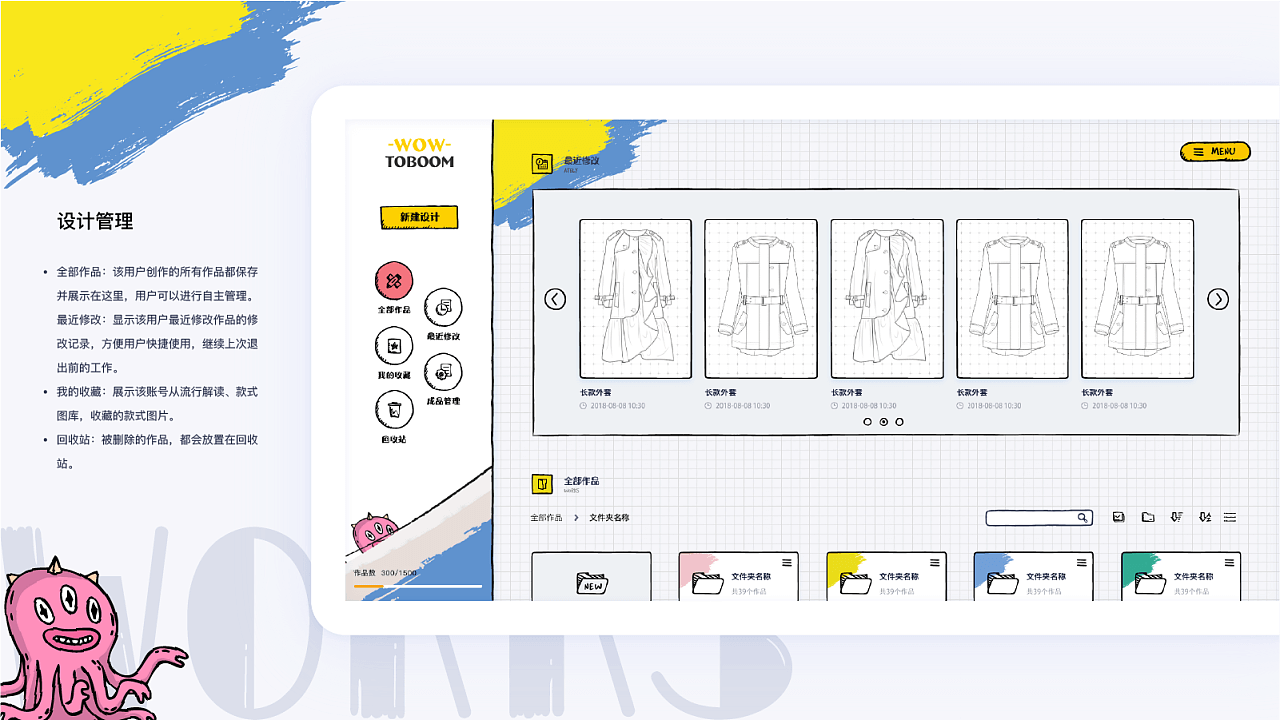 设计管理
• 全部作品：该用户创作的所有作品都保存
并展示在这里，用户可以进行自主管理。
最近修改：显示该用户最近修改作品的修
改记录，方便用户快捷使用，继续上次退
出前的工作。
• 我的收藏：展示该账号从流行解读、款式
图库，收藏的款式图片。
• 回收站：被删除的作品，都会放置在回收
站。
WORKS
-WOW-
TOBOOM
新建设计
全部作品
最近修改
我的收藏
成品管理
回收站
作品数 300/1500
最近修改
MENU
长款外套 长款外套 长款外套 长款外套 长款外套
2018-08-08 10:30 2018-08-08 10:30 2018-08-08 10:30 2018-08-08 10:30 2018-08-08 10:30
全部作品
WORKS
全部作品 > 文件夹名称
NEW
文件夹名称 文件夹名称 文件夹名称 文件夹名称
共39个作品 共39个作品 共39个作品 共39个作品